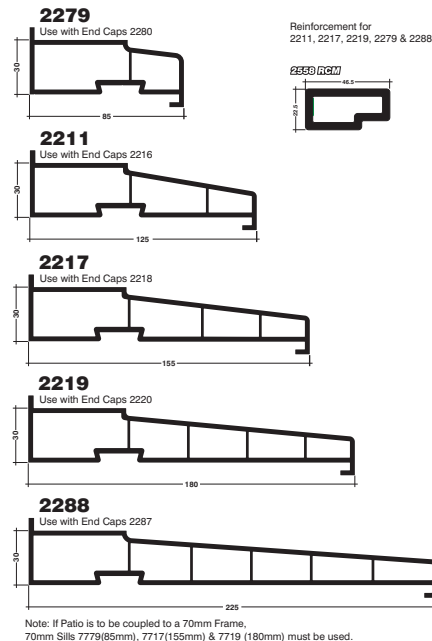 2279
Use with End Caps 2280
30
85
Reinforcement for
2211, 2217, 2219, 2279 & 2288
2558 RCM
46.5
22.5
2211
Use with End Caps 2216
30
125
2217
Use with End Caps 2218
30
155
2219
Use with End Caps 2220
30
180
2288
Use with End Caps 2287
30
225
Note: If Patio is to be coupled to a 70mm Frame,
70mm Sills 7779(85mm), 7717(155mm) & 7719 (180mm) must be used.